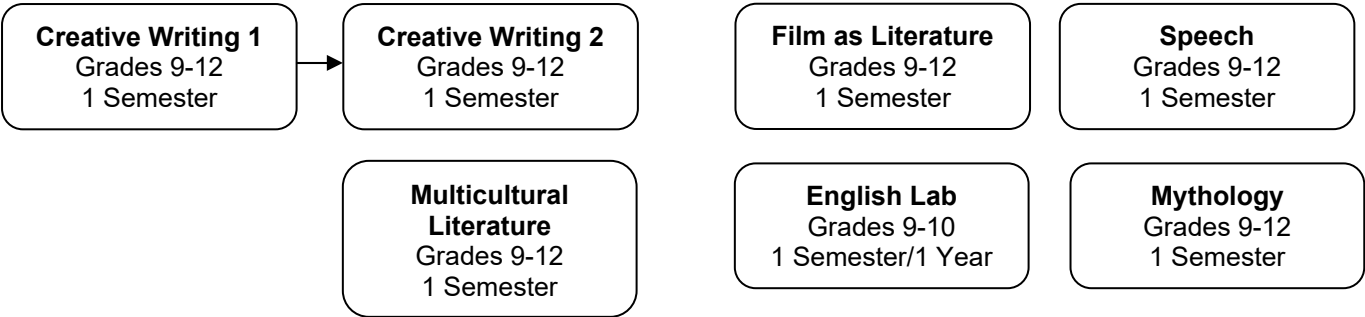 Creative Writing 1
Grades 9-12
1 Semester
Creative Writing 2
Grades 9-12
1 Semester
Film as Literature
Grades 9-12
1 Semester
Speech
Grades 9-12
1 Semester
Multicultural
Literature
Grades 9-12
1 Semester
English Lab
Grades 9-10
1 Semester/1 Year
Mythology
Grades 9-12
1 Semester